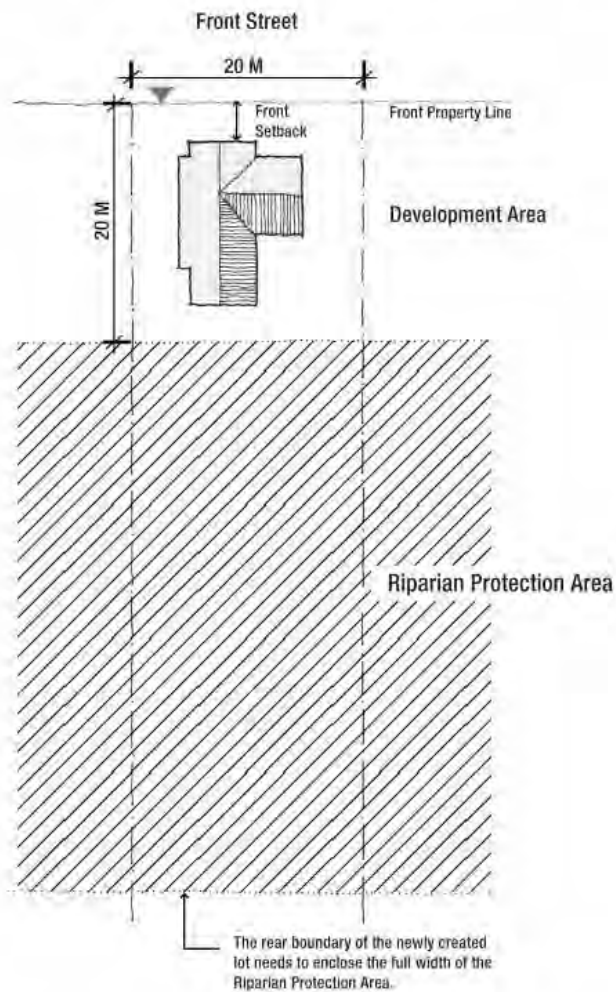 Front Street
20 M
Front
Setback
Front Property Line
20 M
Development Area
Riparian Protection Area
The rear boundary of the newly created
lot needs to enclose the full width of the
Riparian Protection Area.